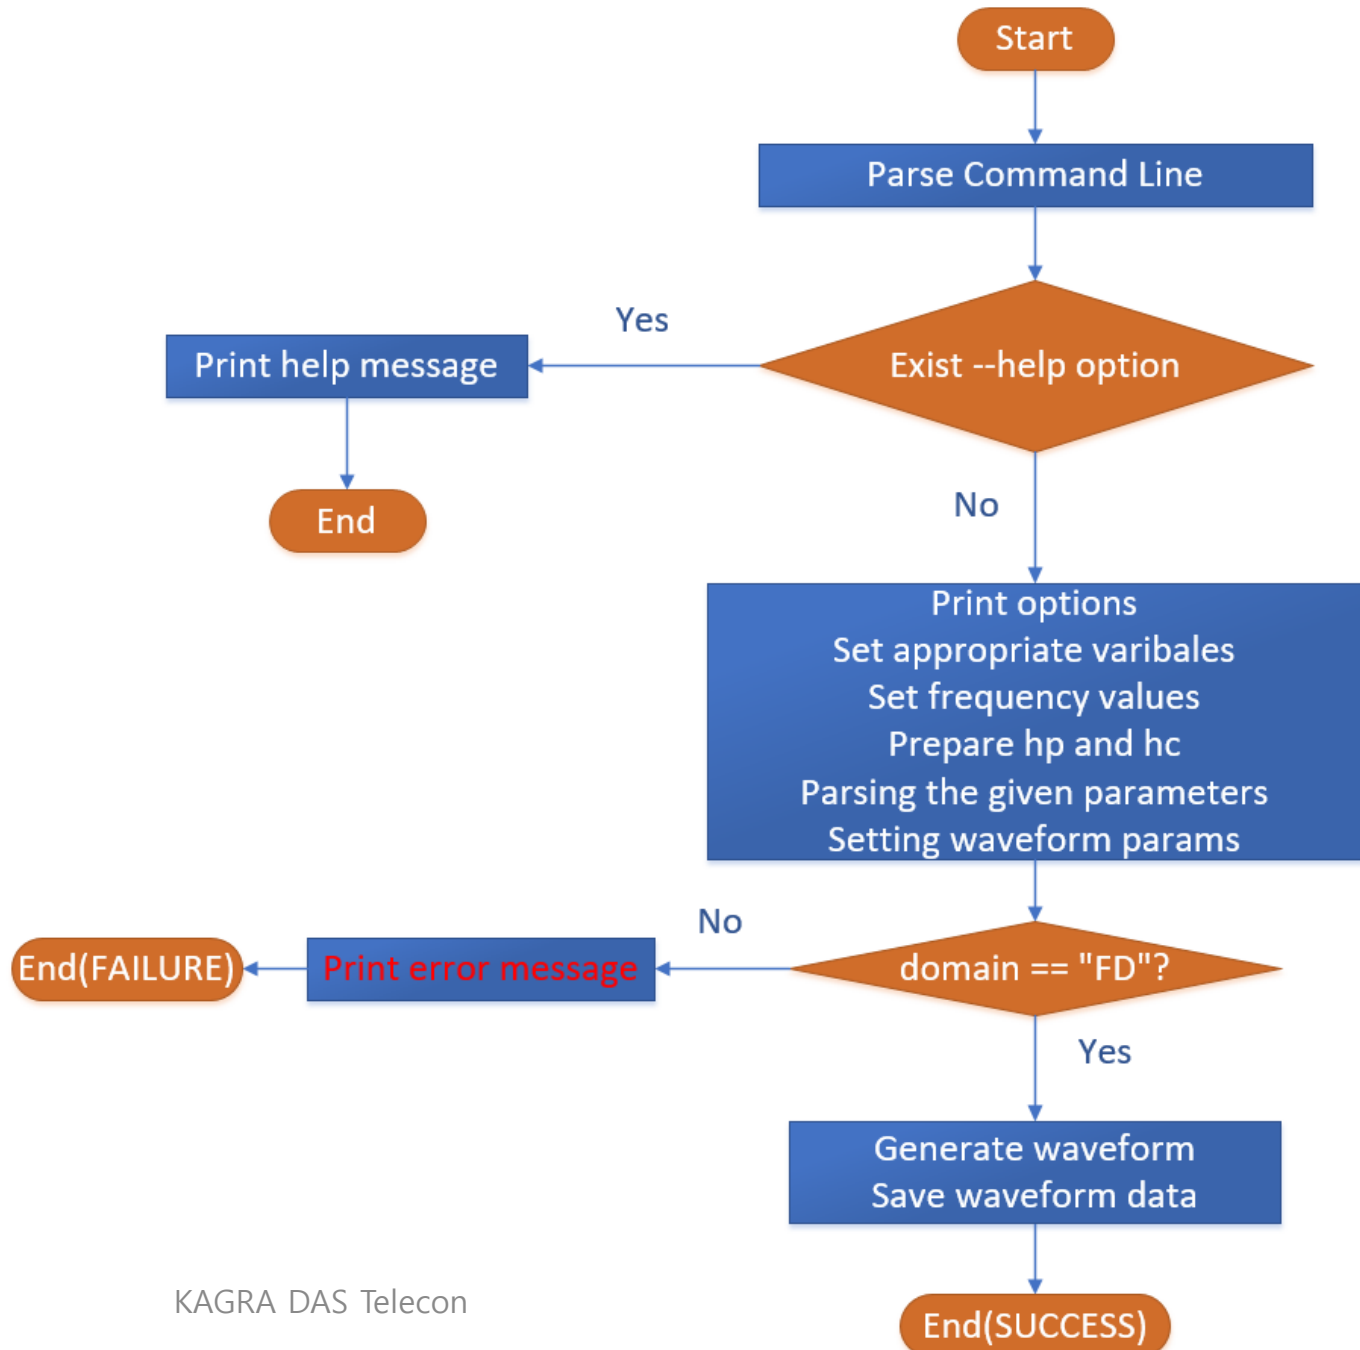 Start
Parse Command Line
Exist --help option
Yes
Print help message
End
No
Print options
Set appropriate varibales
Set frequency values
Prepare hp and hc
Parsing the given parameters
Setting waveform params
domain == "FD"?
No
Print error message
End(FAILURE)
Yes
Generate waveform
Save waveform data
End(SUCCESS)
KAGRA DAS Telecon